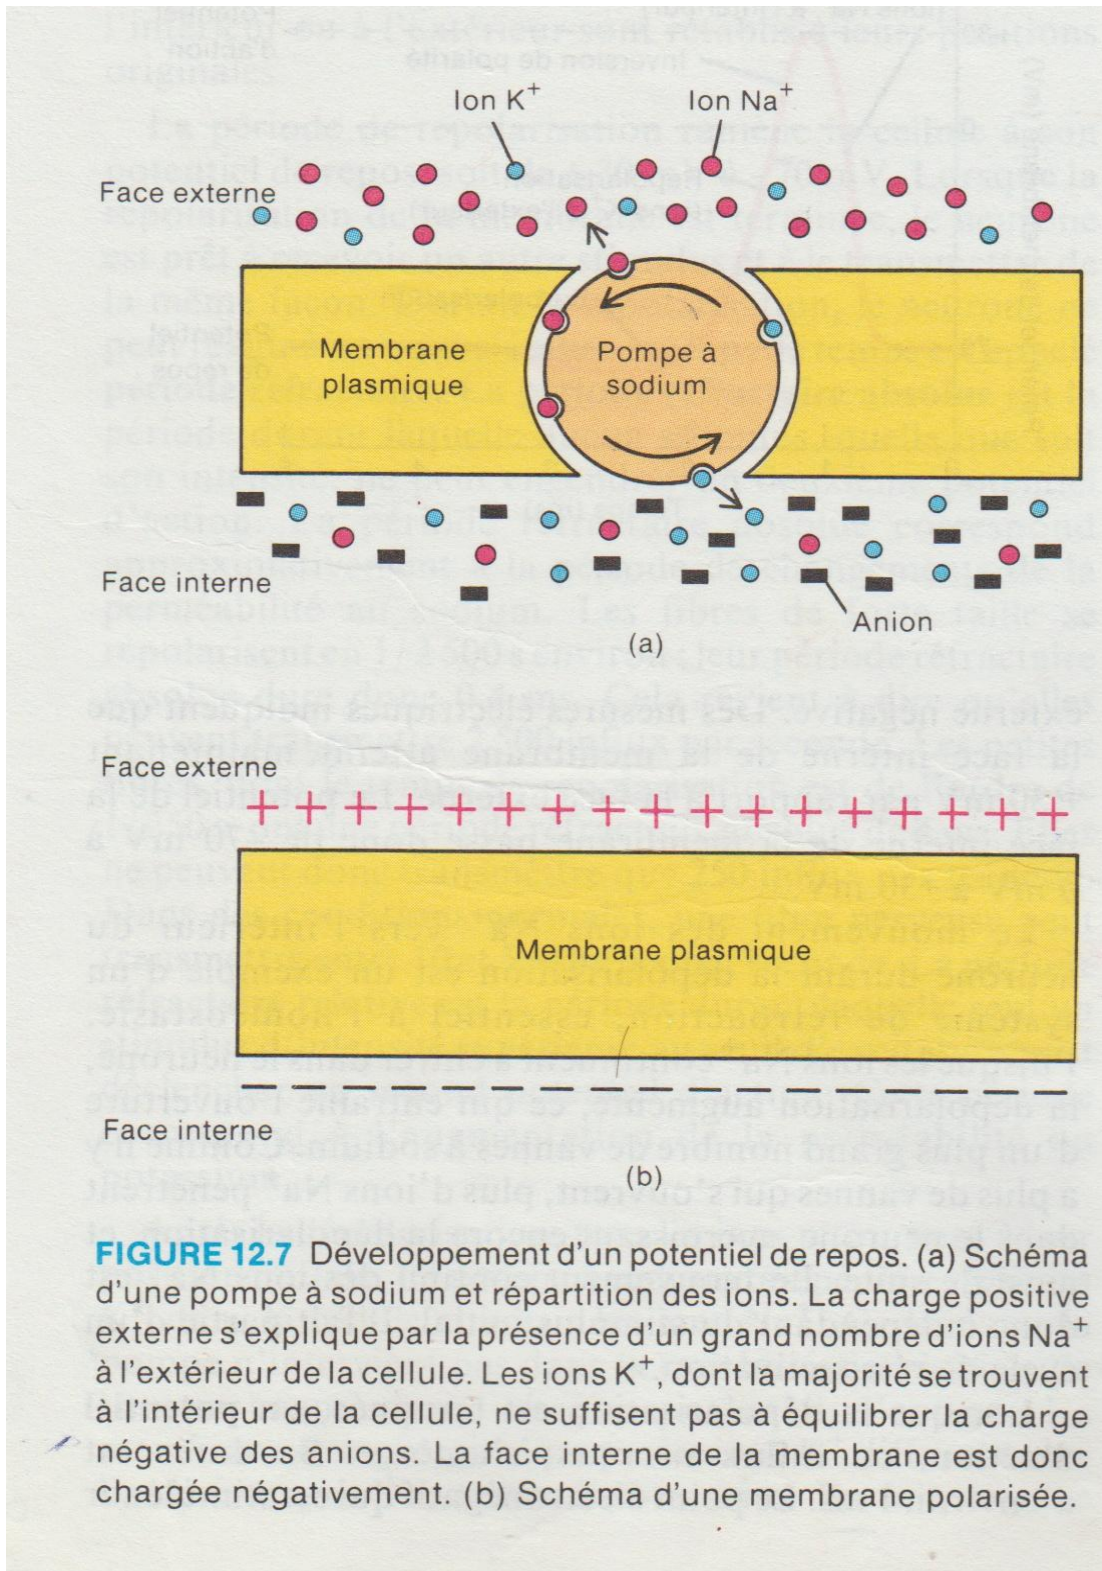 Ion K+
Ion Na+
Face externe
Membrane
plasmique
Pompe à
sodium
Face interne
Anion
(a)
Face externe
Membrane plasmique
Face interne
(b)
FIGURE 12.7 Développement d'un potentiel de repos. (a) Schéma
d'une pompe à sodium et répartition des ions. La charge positive
externe s'explique par la présence d'un grand nombre d'ions Na+
à l'extérieur de la cellule. Les ions K+, dont la majorité se trouvent
à l'intérieur de la cellule, ne suffisent pas à équilibrer la charge
négative des anions. La face interne de la membrane est donc
chargée négativement. (b) Schéma d'une membrane polarisée.